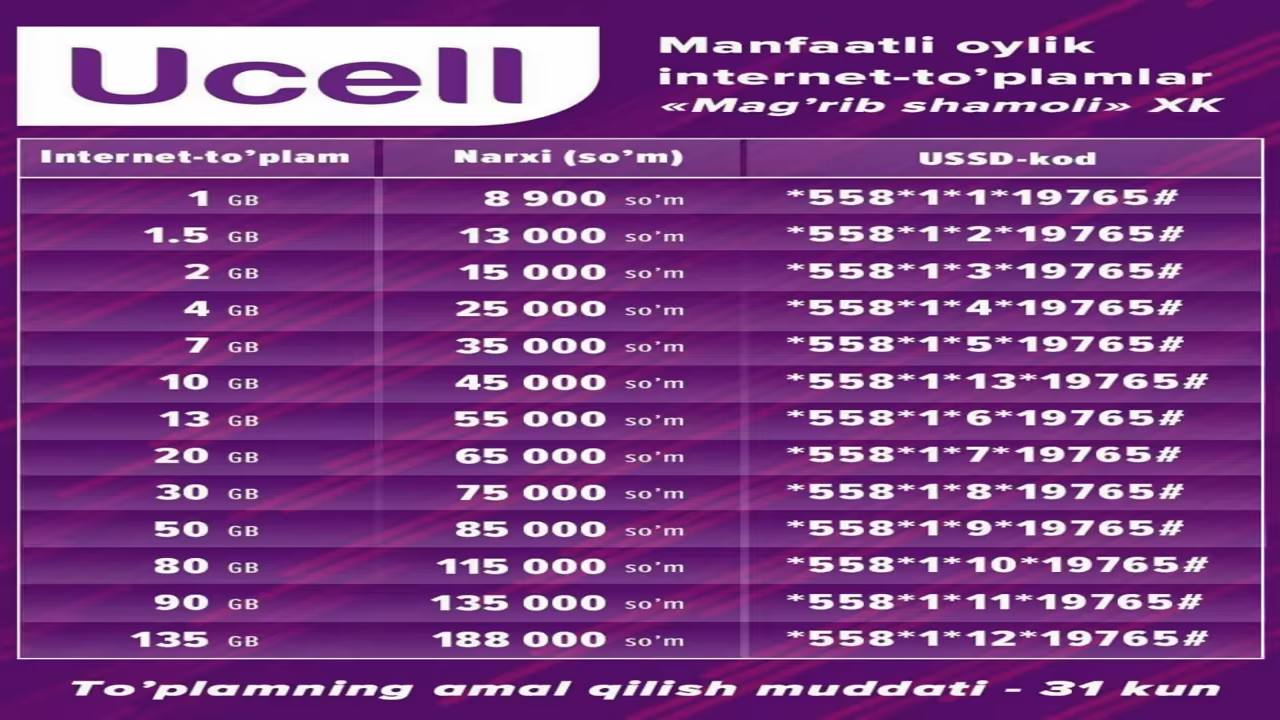 Ucell
Manfaatli oylik
internet-to’plamlar
«Mag’rib shamoli» XK
Internet-to’plam Narxi (so’m) USSD-kod
1 GB 8 900 so’m *558*1*1*19765#
1.5 GB 13 000 so’m *558*1*2*19765#
2 GB 15 000 so’m *558*1*3*19765#
4 GB 25 000 so’m *558*1*4*19765#
7 GB 35 000 so’m *558*1*5*19765#
10 GB 45 000 so’m *558*1*13*19765#
13 GB 55 000 so’m *558*1*6*19765#
20 GB 65 000 so’m *558*1*7*19765#
30 GB 75 000 so’m *558*1*8*19765#
50 GB 85 000 so’m *558*1*9*19765#
80 GB 115 000 so’m *558*1*10*19765#
90 GB 135 000 so’m *558*1*11*19765#
135 GB 188 000 so’m *558*1*12*19765#
To’plamning amal qilish muddati - 31 kun